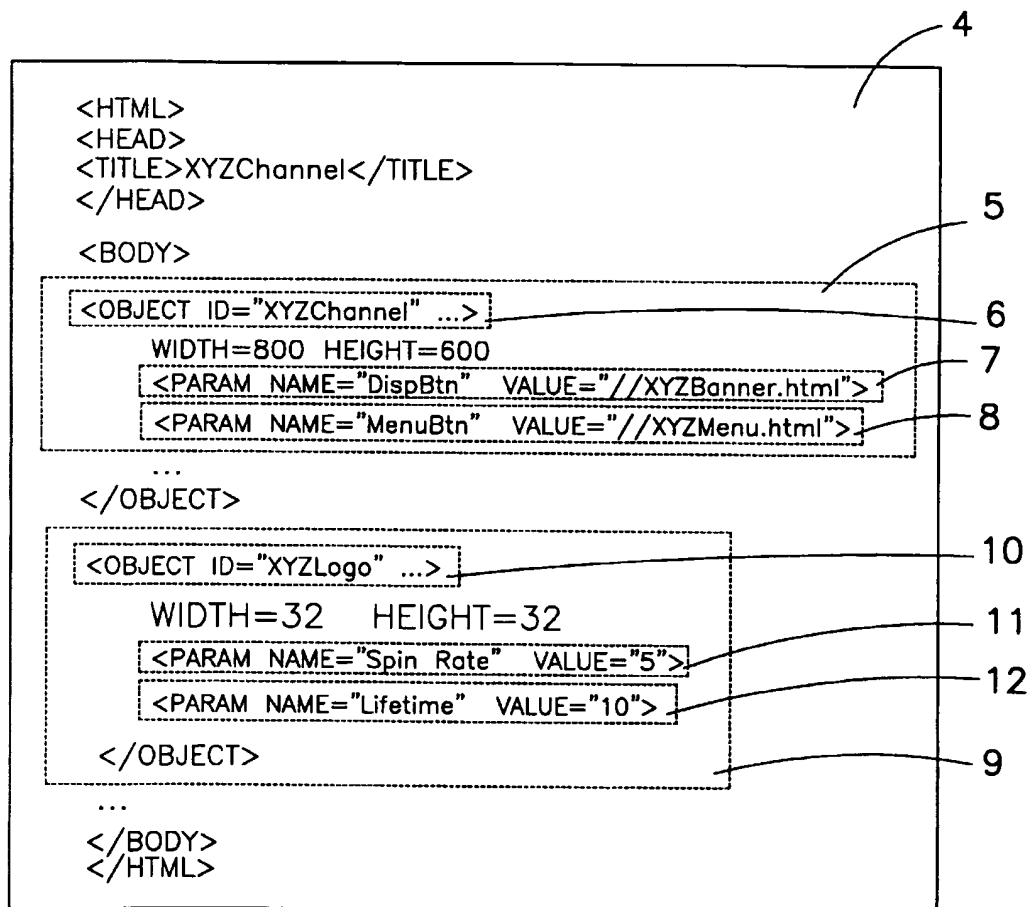 4
<HTML>
<HEAD>
<TITLE>XYZChannel</TITLE>
</HEAD>
5
<BODY>
<OBJECT ID="XYZChannel" ...>
6
WIDTH=800 HEIGHT=600
7
<PARAM NAME="DispBtn" VALUE="//XYZBanner.html">
<PARAM NAME="MenuBtn" VALUE="//XYZMenu.html">
8
...
</OBJECT>
<OBJECT ID="XYZLogo" ...>
10
WIDTH=32 HEIGHT=32
11
<PARAM NAME="Spin Rate" VALUE="5">
12
<PARAM NAME="Lifetime" VALUE="10">
</OBJECT>
9
...
</BODY>
</HTML>